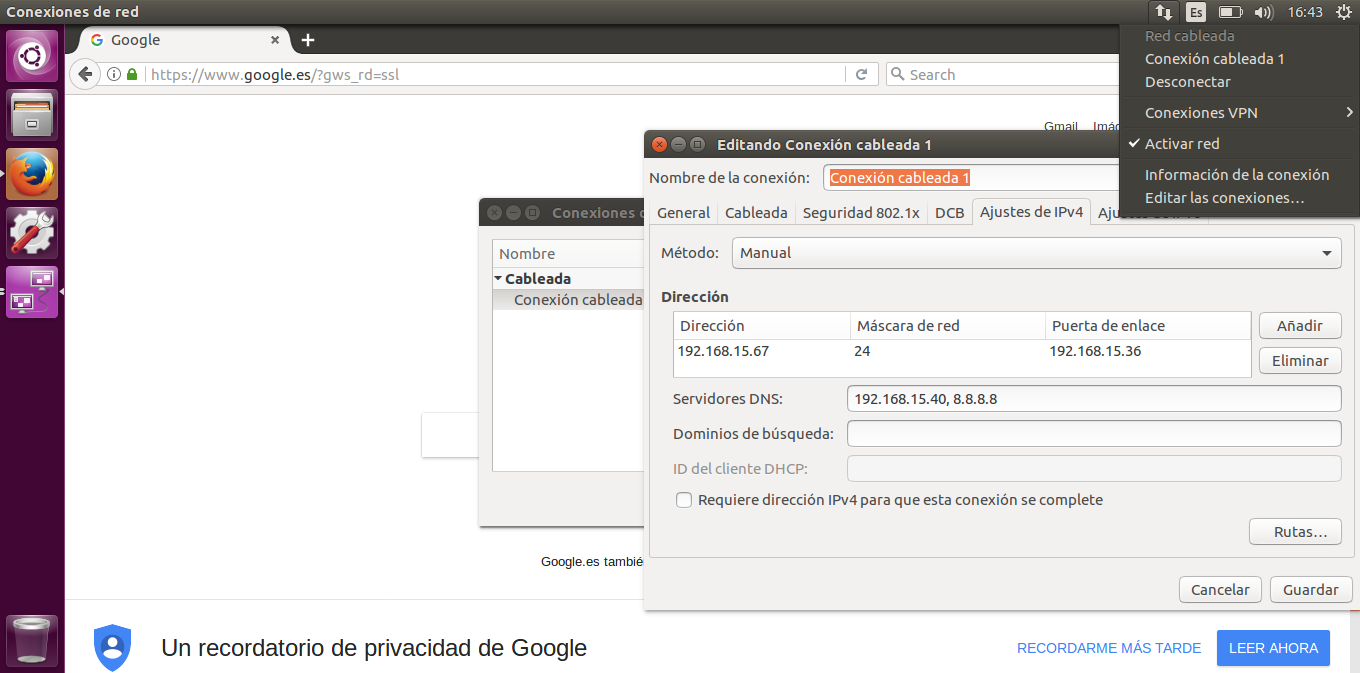 Conexiones de red
Es
16:43
Google
https://www.google.es/?gws_rd=ssl
Search
Red cableada
Conexión cableada 1
Desconectar
Conexiones VPN
Activar red
Información de la conexión
Editar las conexiones...
Gmail
Editando Conexión cableada 1
Nombre de la conexión: Conexión cableada 1
General Cableada Seguridad 802.1x DCB Ajustes de IPv4
Método: Manual
Dirección
Dirección Máscara de red Puerta de enlace
192.168.15.67 24 192.168.15.36
Añadir
Eliminar
Servidores DNS: 192.168.15.40, 8.8.8.8
Dominios de búsqueda:
ID del cliente DHCP:
Requiere dirección IPv4 para que esta conexión se complete
Rutas...
Cancelar Guardar
Conexiones
Nombre
Cableada
Conexión cableada
Google.es
Un recordatorio de privacidad de Google
RECORDARME MÁS TARDE LEER AHORA